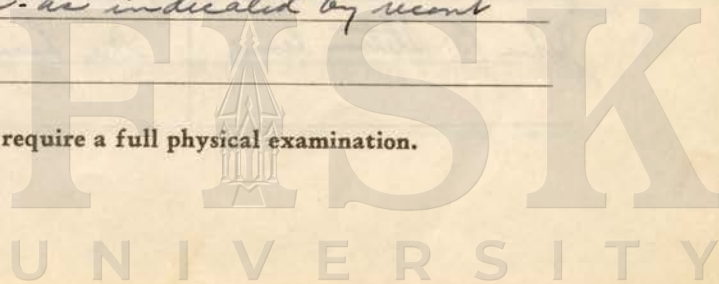 as indicated by recent
require a full physical examination.
FISK
UNIVERSITY